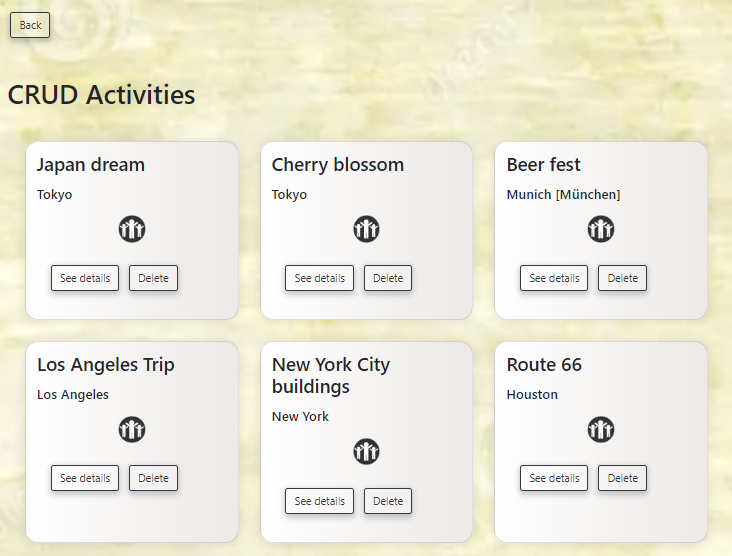 Back
CRUD Activities
Japan dream
Tokyo
See details
Delete
Cherry blossom
Tokyo
See details
Delete
Beer fest
Munich [München]
See details
Delete
Los Angeles Trip
Los Angeles
See details
Delete
New York City
buildings
New York
See details
Delete
Route 66
Houston
See details
Delete